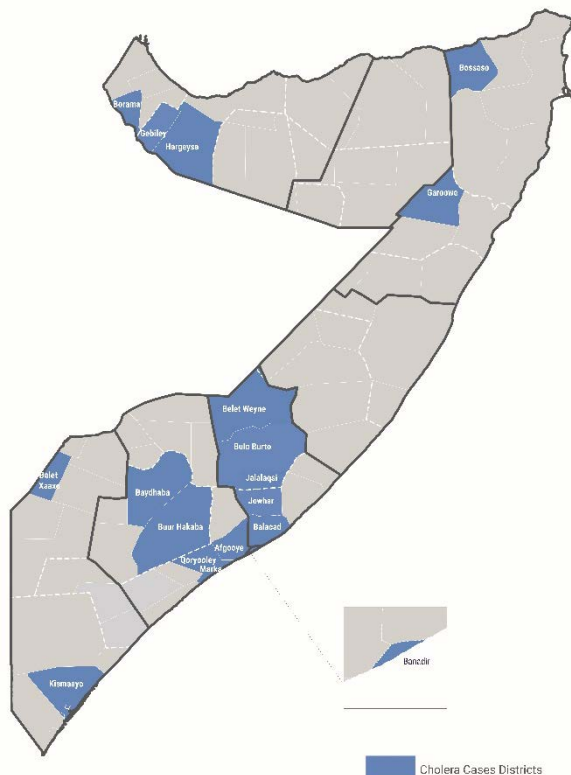 Bossaso
Borama
Gebiley
Hargeysa
Garoowe
Belet Weyne
Bulo Burto
Jalalaqsi
Belet
Xaawo
Baydhaba
Jowhar
Buur Hakaba
Balacad
Afgooye
Qoryooley
Marka
Banadir
Kismaayo
Cholera Cases Districts